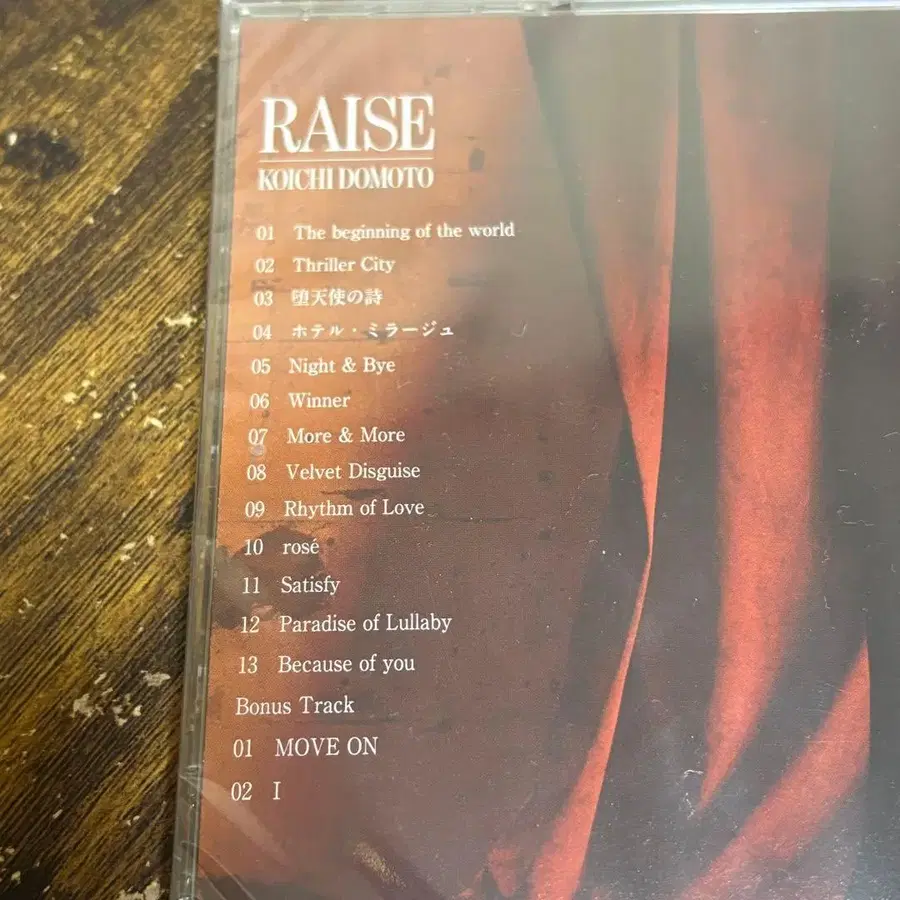 RAISE
KOICHI DOMOTO
01 The beginning of the world
02 Thriller City
03 堕天使の詩
04 ホテル・ミラージュ
05 Night & Bye
06 Winner
07 More & More
08 Velvet Disguise
09 Rhythm of Love
10 rosé
11 Satisfy
12 Paradise of Lullaby
13 Because of you
Bonus Track
01 MOVE ON
02 I